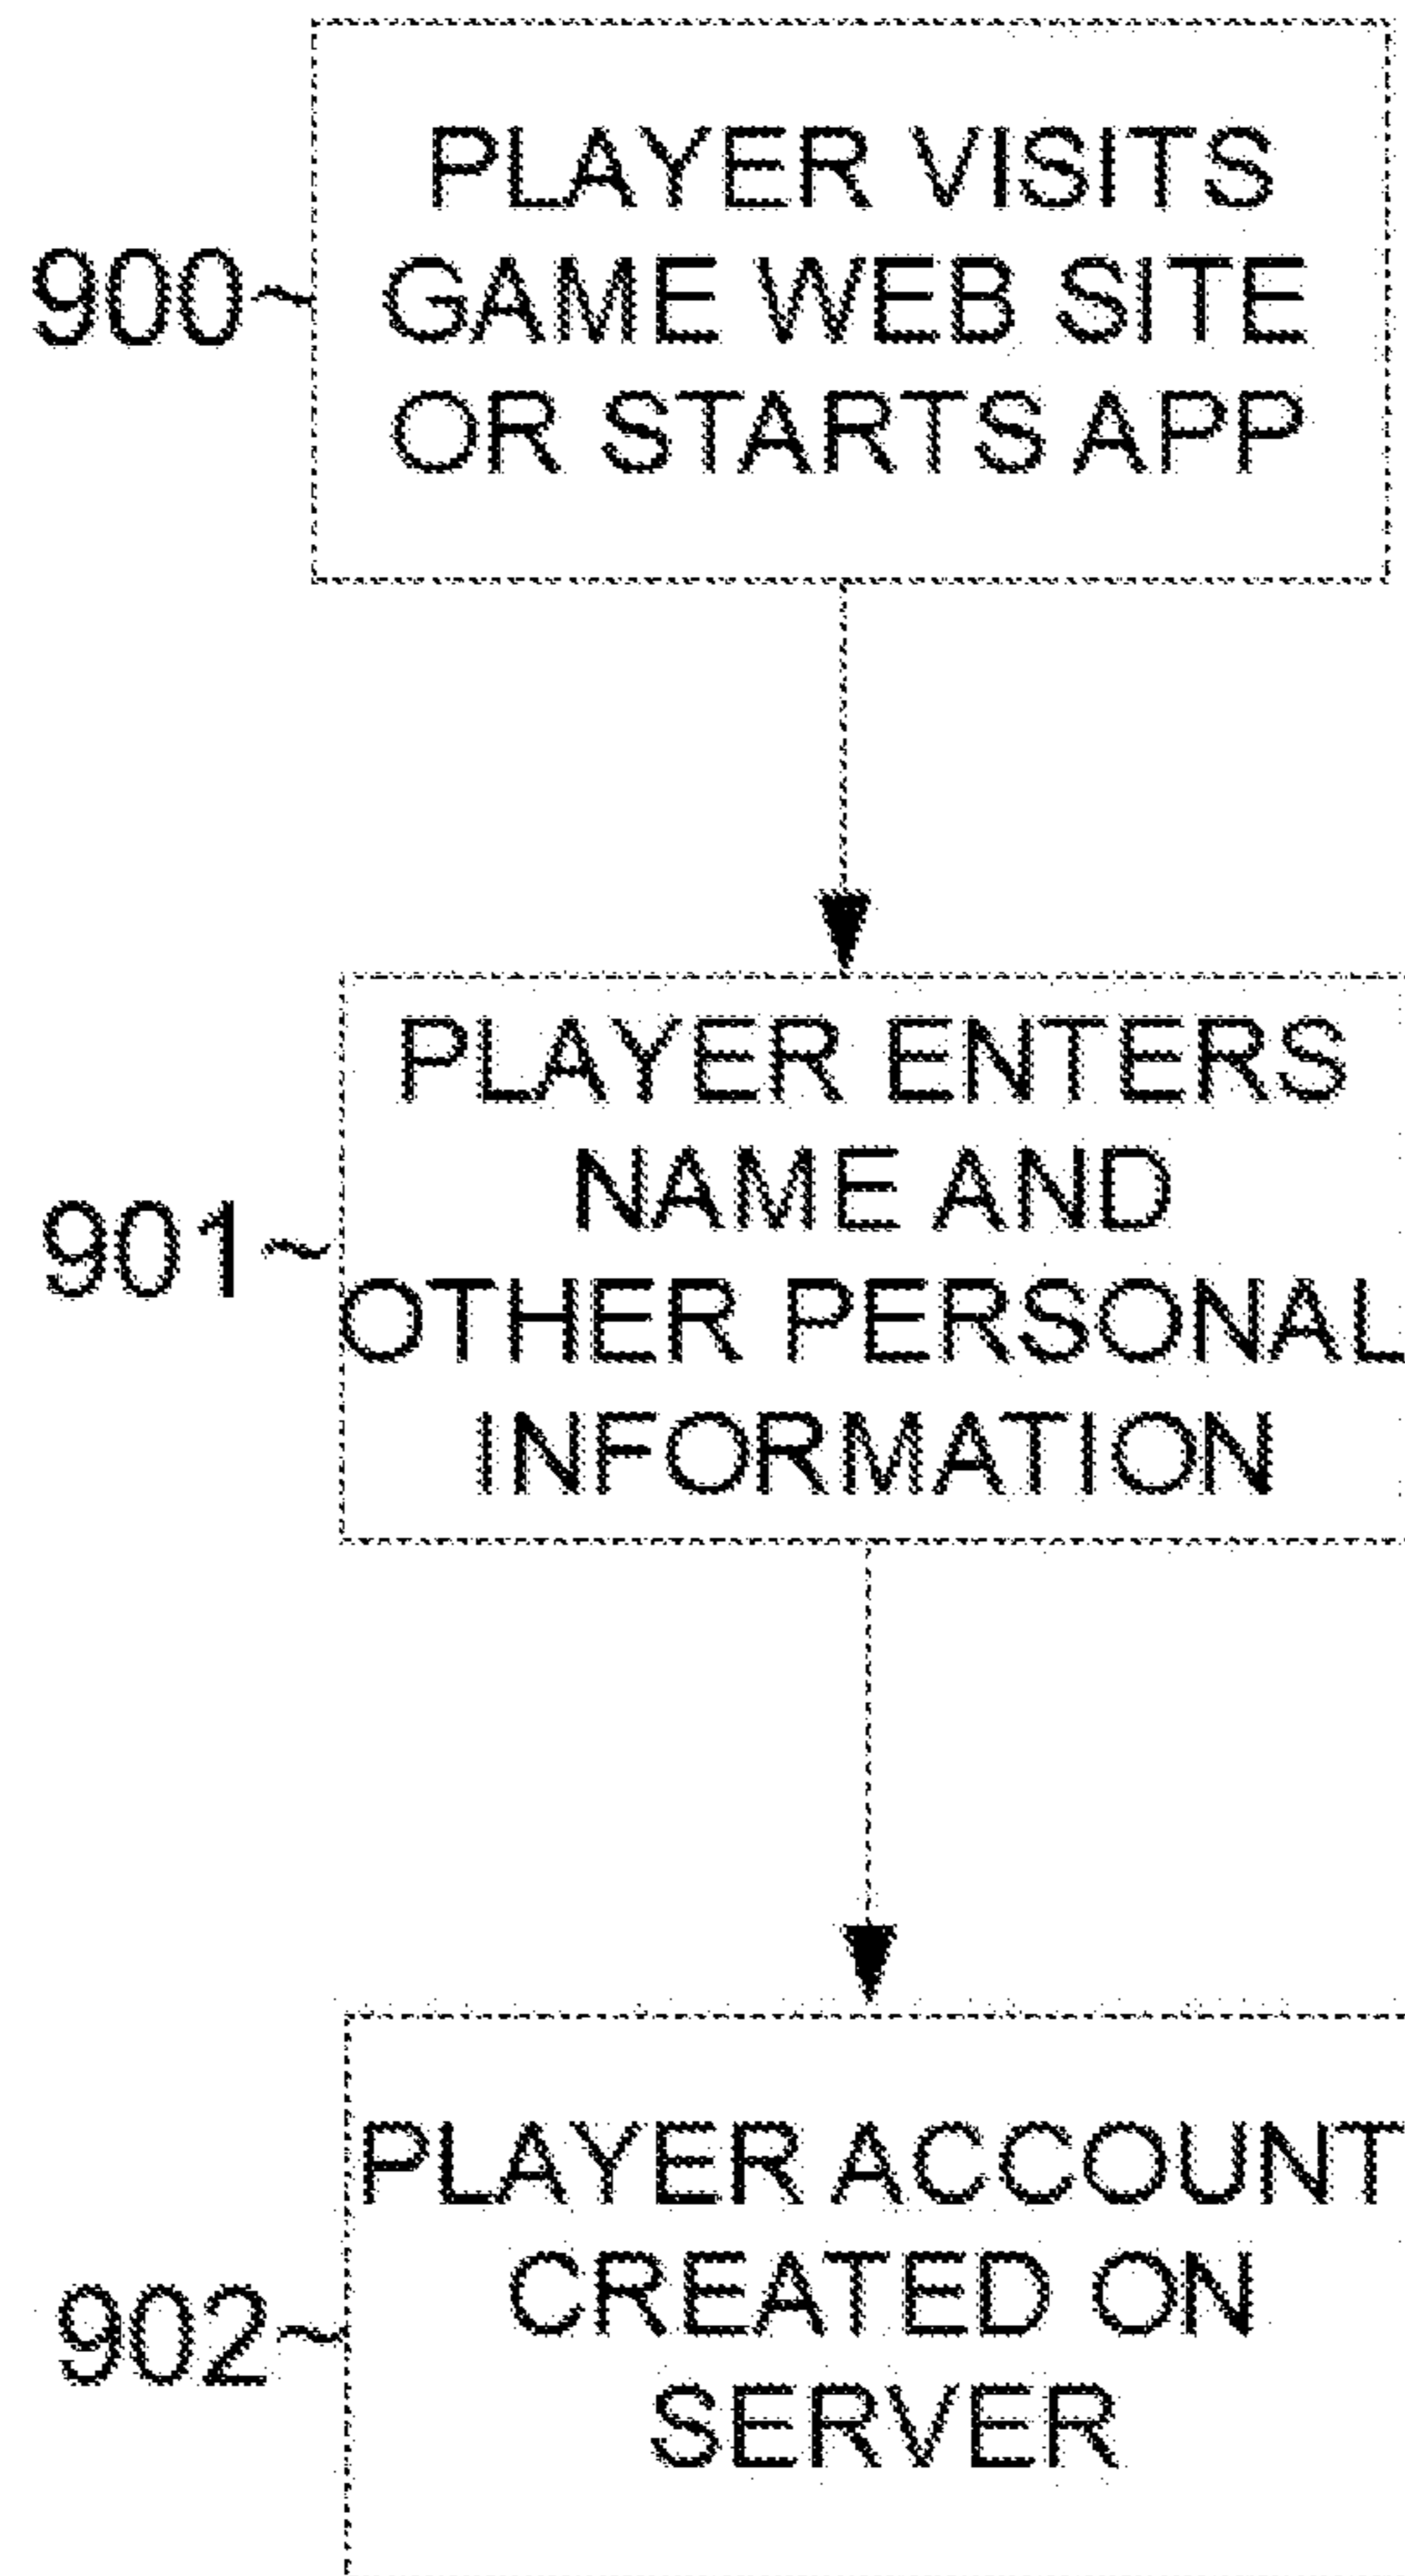 PLAYER VISITS
900~ GAME WEB SITE
OR STARTS APP
PLAYER ENTERS
NAME AND
901~
OTHER PERSONAL
INFORMATION
PLAYER ACCOUNT
CREATED ON
902~
SERVER